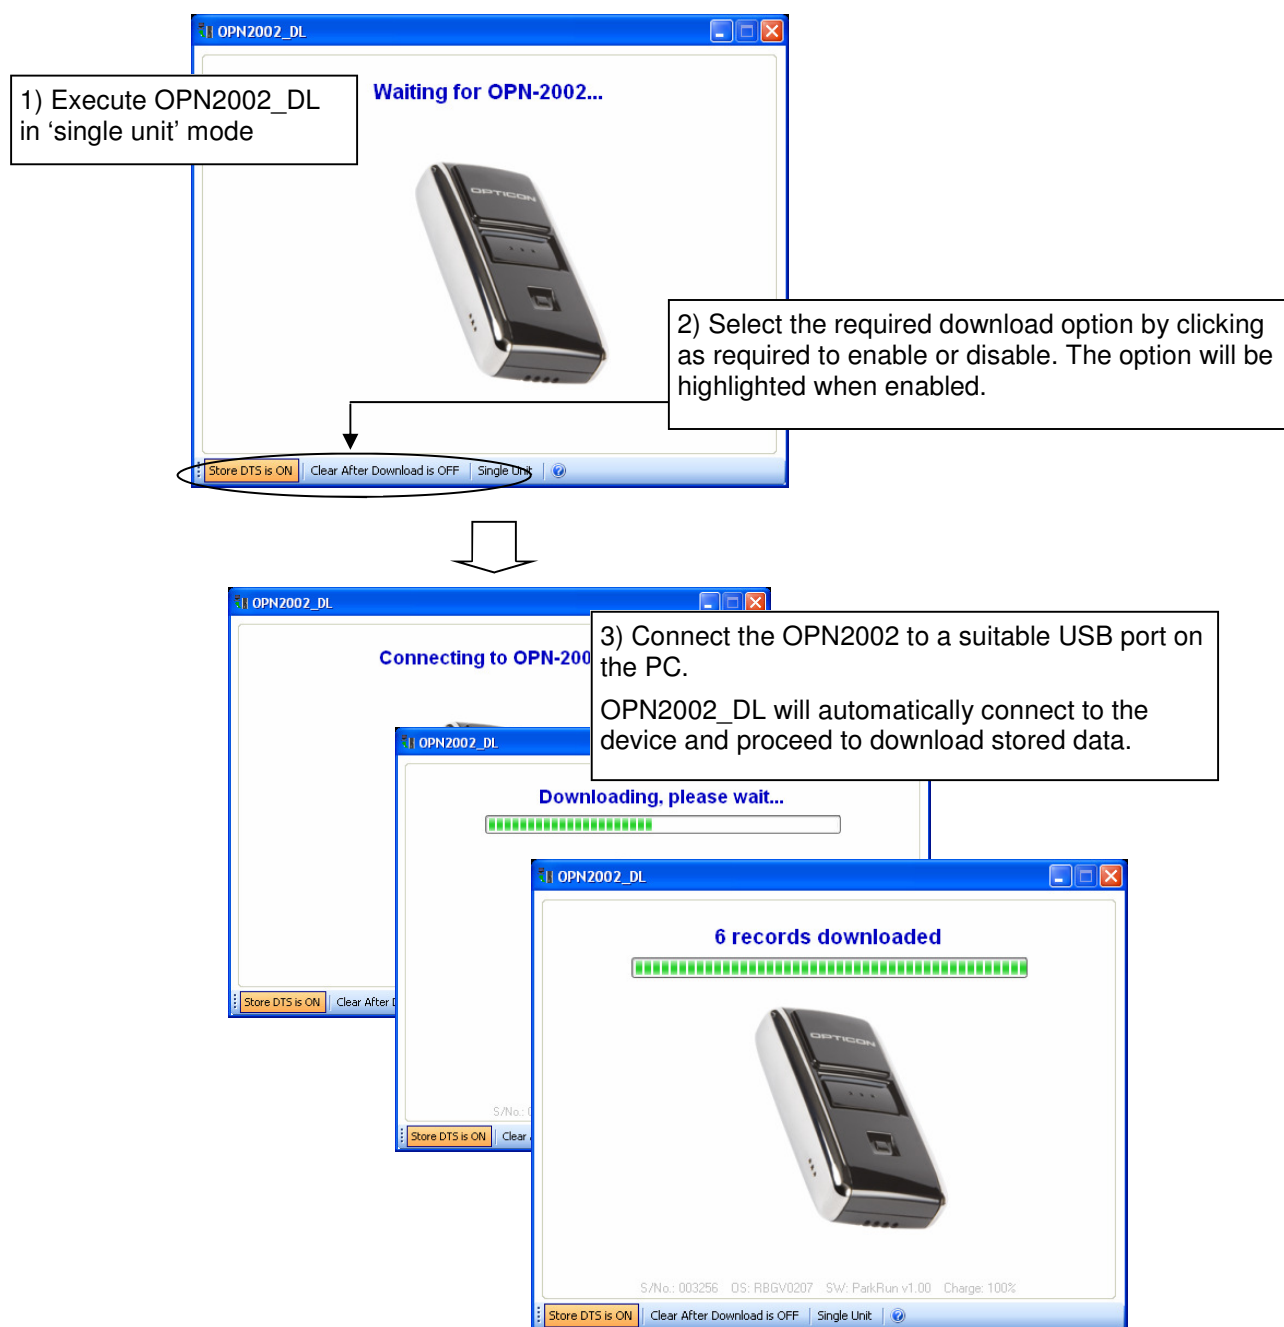 OPN2002_DL
1) Execute OPN2002_DL
in ‘single unit’ mode
Waiting for OPN-2002...
OPTICON
2) Select the required download option by clicking
as required to enable or disable. The option will be
highlighted when enabled.
Store DTS is ON Clear After Download is OFF Single Unit
OPN2002_DL
Connecting to OPN-200
3) Connect the OPN2002 to a suitable USB port on
the PC.
OPN2002_DL will automatically connect to the
device and proceed to download stored data.
OPN2002_DL
Downloading, please wait...
OPN2002_DL
6 records downloaded
OPTICON
Store DTS is ON Clear After
S/No.:
Store DTS is ON Clear
S/No.: 003256 OS: RBGV0207 SW: ParkRun v1.00 Charge: 100%
Store DTS is ON Clear After Download is OFF Single Unit